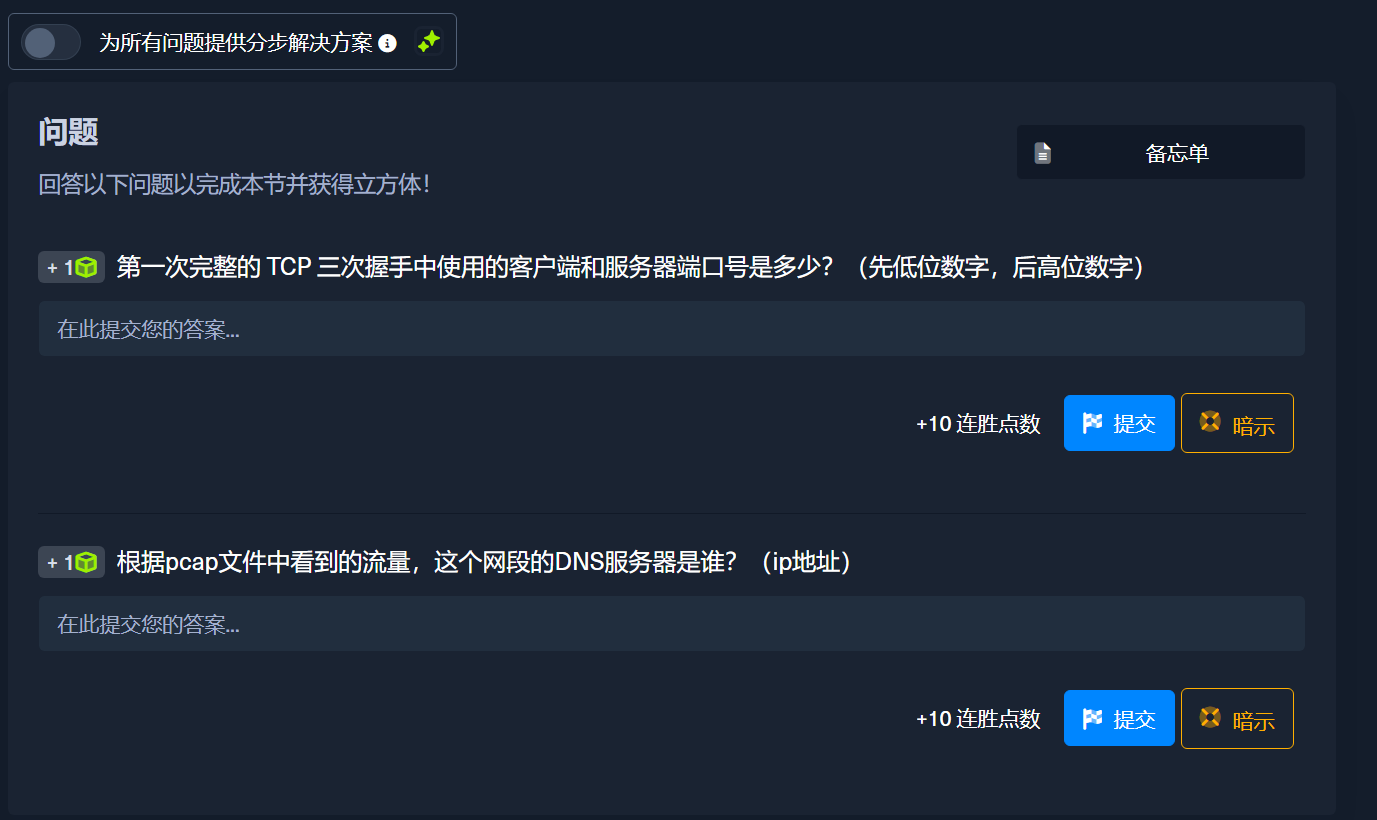 为所有问题提供分步解决方案
问题
备忘单
回答以下问题以完成本节并获得立方体！
+ 1 第一次完整的 TCP 三次握手中使用的客户端和服务器端口号是多少？（先低位数字，后高位数字）
在此提交您的答案...
+10 连胜点数 提交 暗示
+ 1 根据pcap文件中看到的流量，这个网段的DNS服务器是谁？（ip地址）
在此提交您的答案...
+10 连胜点数 提交 暗示